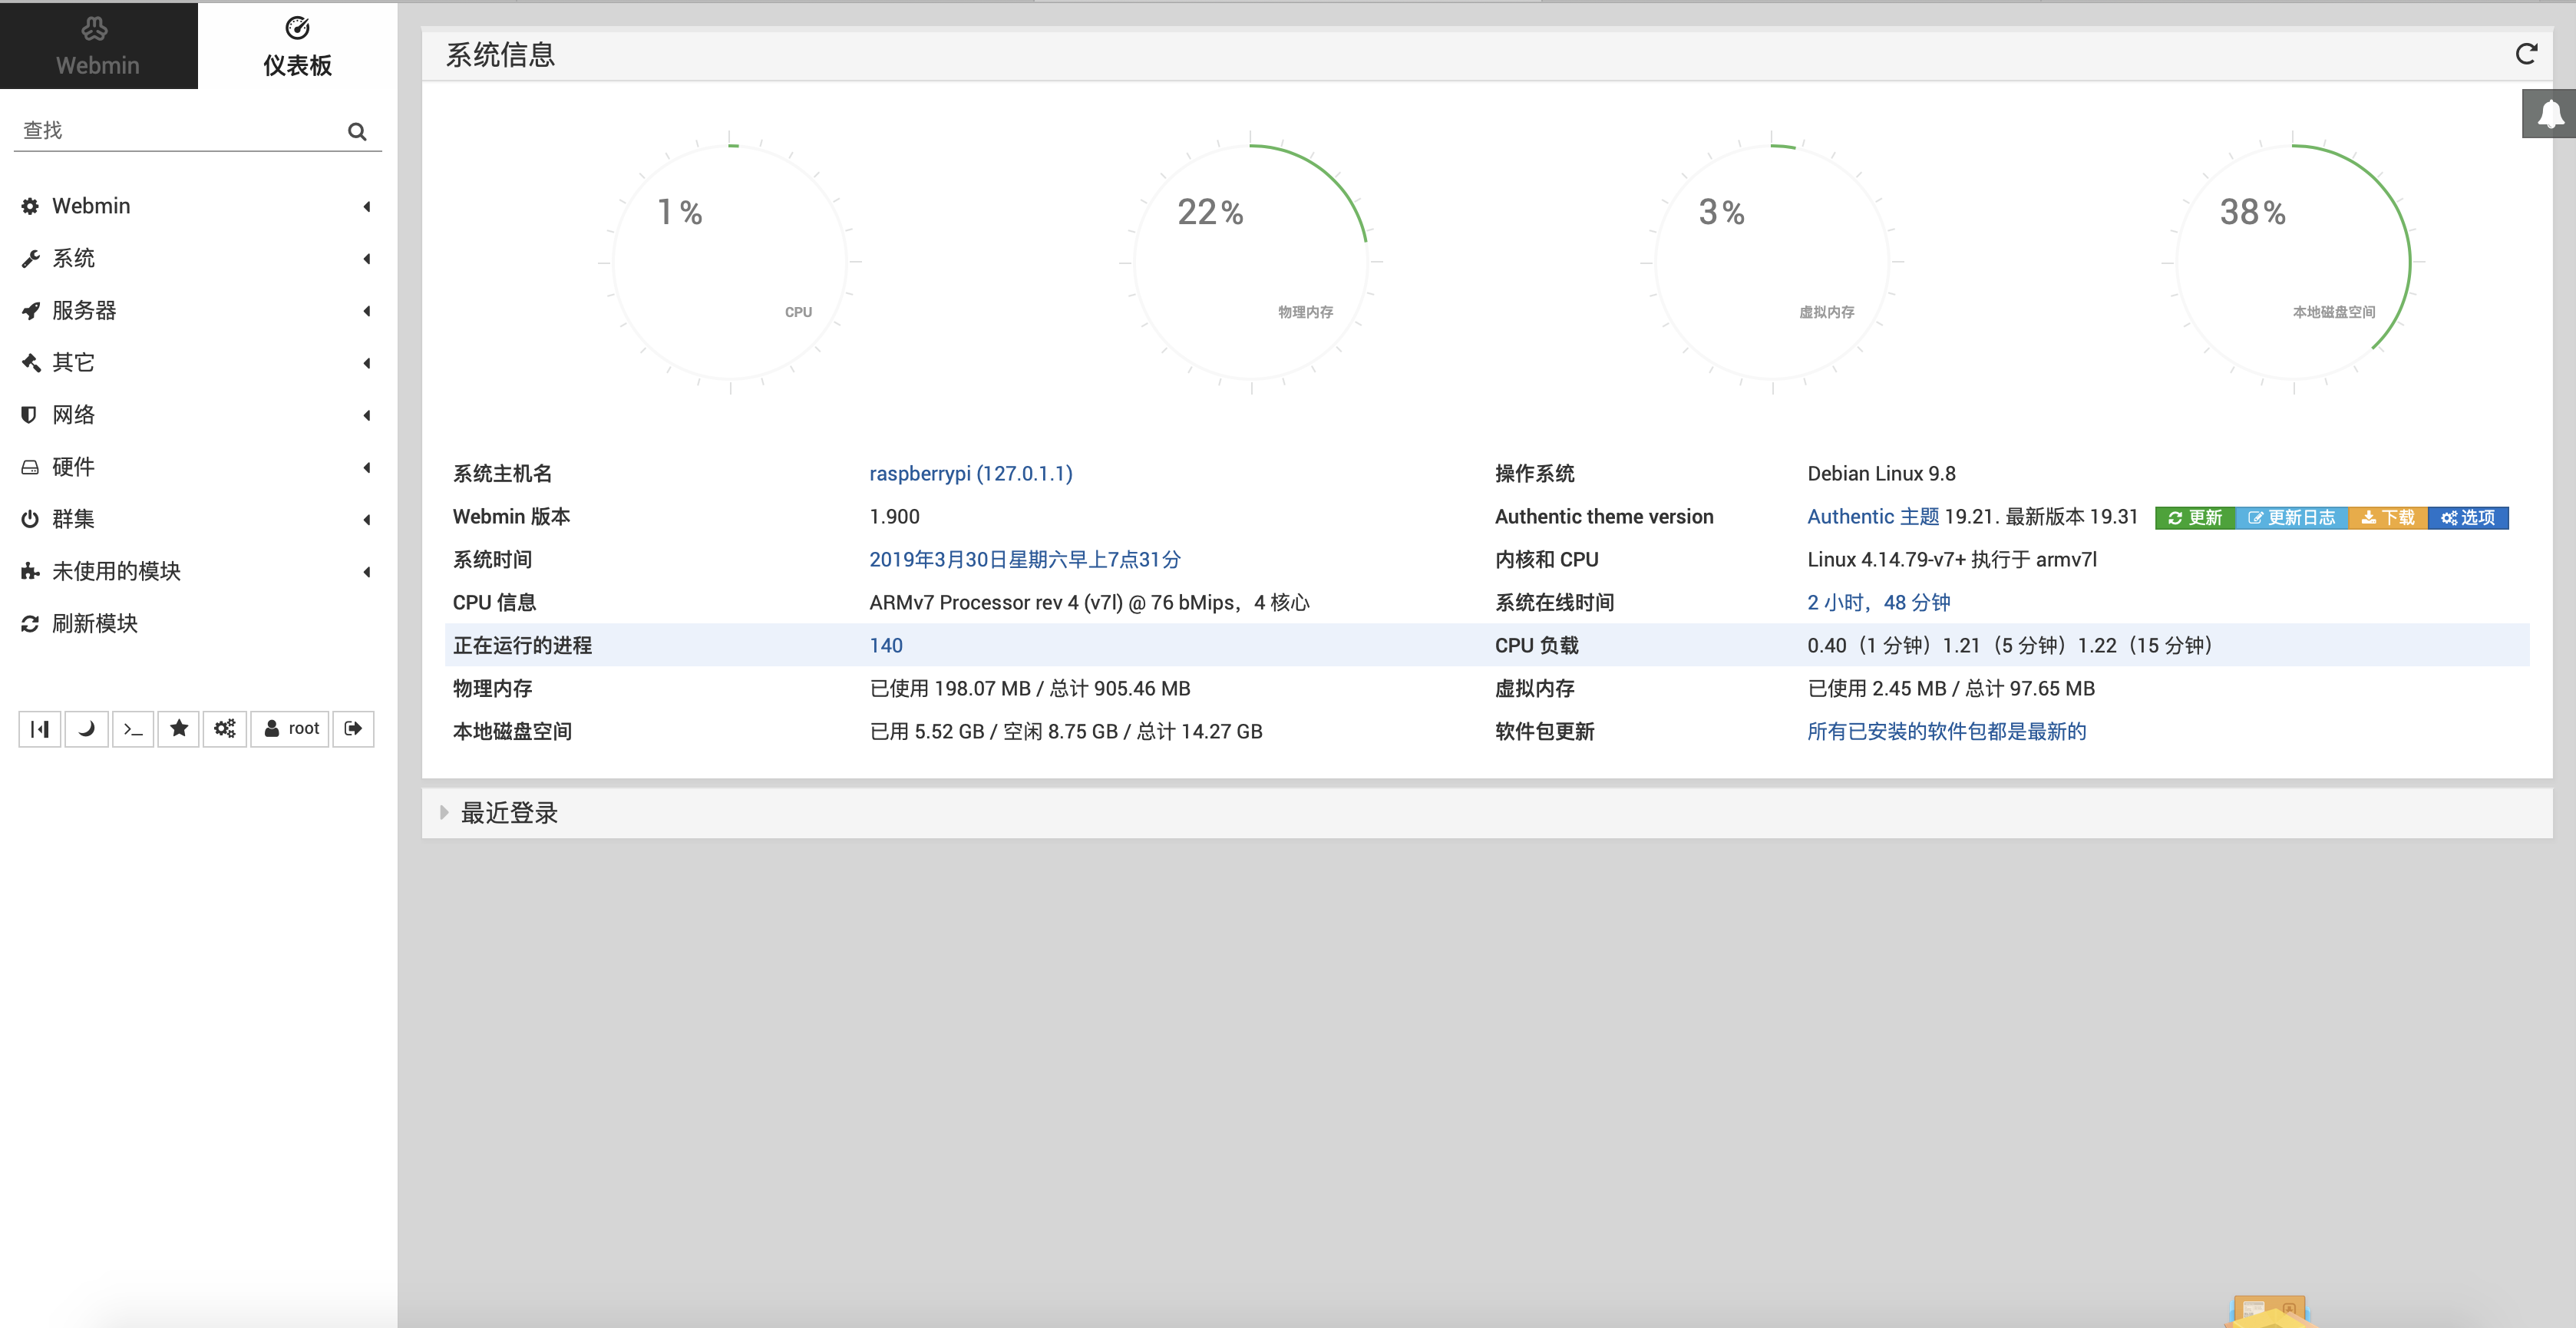 Webmin
仪表板
查找
Webmin
系统
服务器
其它
网络
硬件
群集
未使用的模块
刷新模块
root
系统信息
1%
CPU
22%
物理内存
3%
虚拟内存
38%
本地磁盘空间
系统主机名 raspberrypi (127.0.1.1) 操作系统 Debian Linux 9.8
Webmin 版本 1.900 Authentic theme version Authentic 主题 19.21. 最新版本 19.31 更新 更新日志 下载 选项
系统时间 2019年3月30日星期六早上7点31分 内核和 CPU Linux 4.14.79-v7+ 执行于 armv7l
CPU 信息 ARMv7 Processor rev 4 (v7l) @ 76 bMips，4 核心 系统在线时间 2 小时，48 分钟
正在运行的进程 140 CPU 负载 0.40（1 分钟）1.21（5 分钟）1.22（15 分钟）
物理内存 已使用 198.07 MB / 总计 905.46 MB 虚拟内存 已使用 2.45 MB / 总计 97.65 MB
本地磁盘空间 已用 5.52 GB / 空闲 8.75 GB / 总计 14.27 GB 软件包更新 所有已安装的软件包都是最新的
最近登录